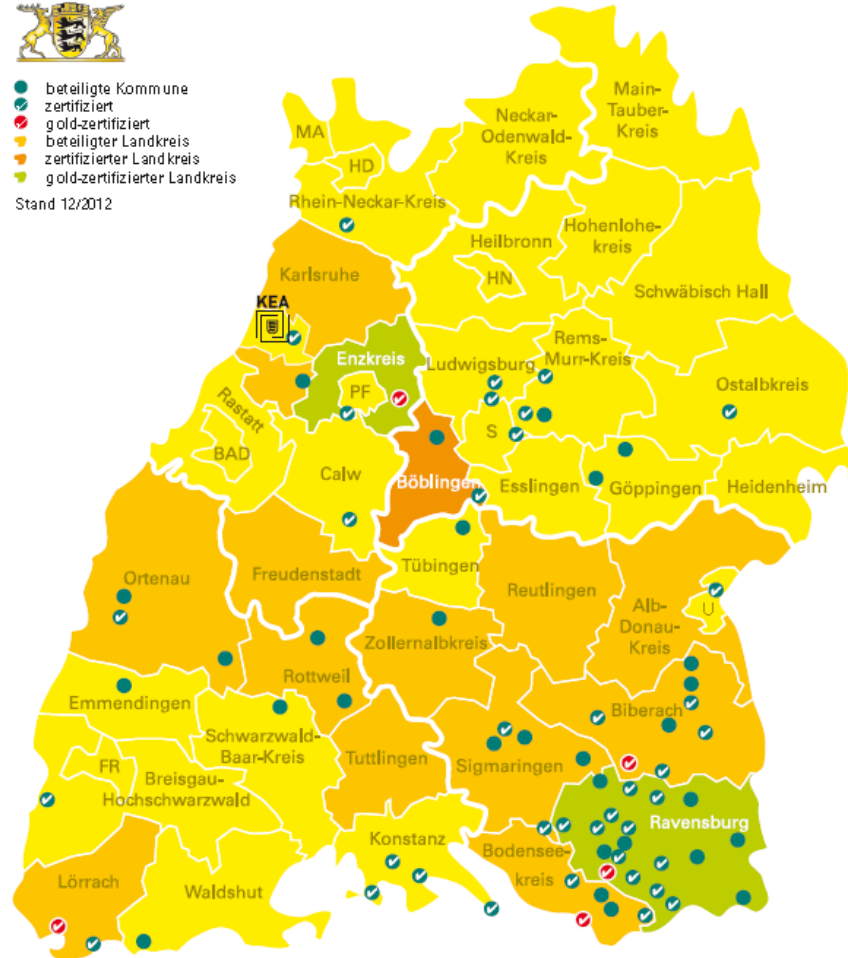 beteiligte Kommune
zertifiziert
gold-zertifiziert
beteiligter Landkreis
zertifizierter Landkreis
gold-zertifizierter Landkreis
Stand 12/2012
Main-
Tauber-
Kreis
Neckar-
Odenwald-
Kreis
MA
HD
Rhein-Neckar-Kreis
Hohenlohe-
kreis
Heilbronn
HN
Karlsruhe
Schwäbisch Hall
KEA
Rems-
Murr-Kreis
Enzkreis
Ludwigsburg
PF
Ostalbkreis
Rastatt
S
BAD
Calw
Böblingen
Esslingen
Göppingen
Heidenheim
Tübingen
Ortenau
Freudenstadt
Reutlingen
U
Alb-
Donau-
Kreis
Zollernalbkreis
Rottweil
Emmendingen
Biberach
Schwarzwald-
Baar-Kreis
Tuttlingen
Sigmaringen
FR
Breisgau-
Hochschwarzwald
Ravensburg
Konstanz
Bodensee-
kreis
Lörrach
Waldshut